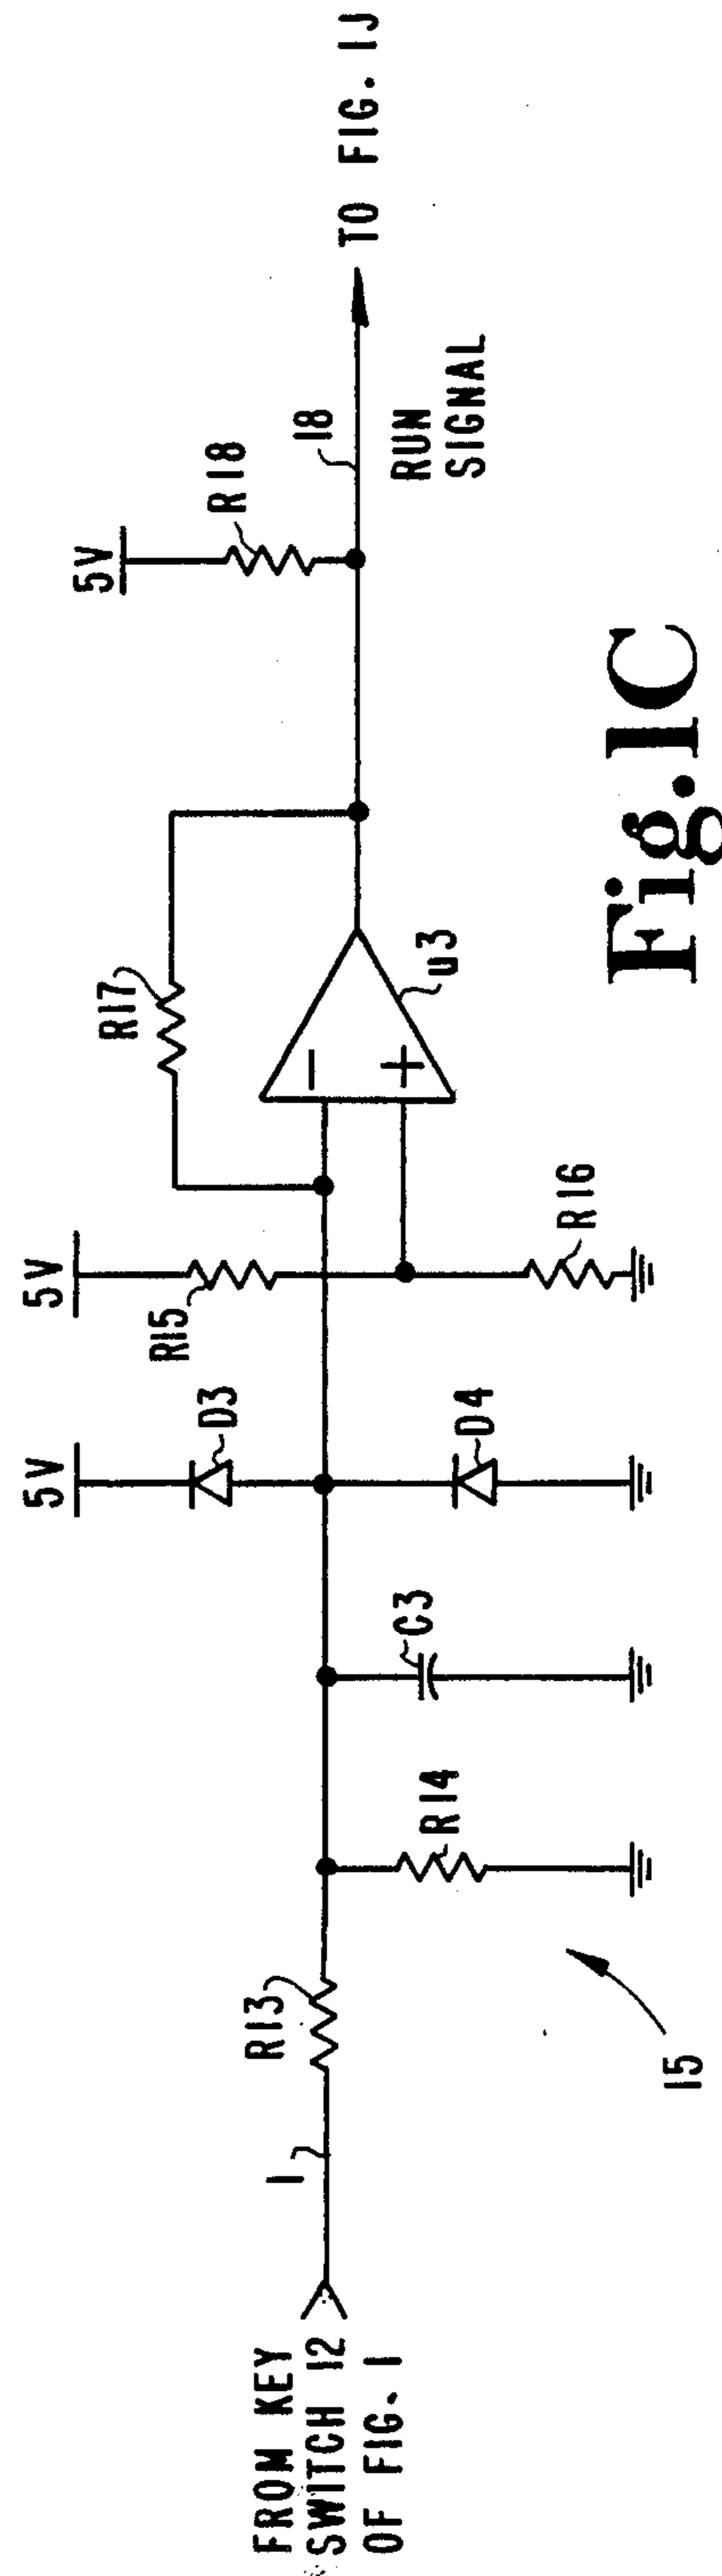 FROM KEY
SWITCH 12
OF FIG. 1
1
R13
R14
C3
5V
D3
D4
5V
R15
R16
R17
-
+
u3
5V
R18
18
RUN
SIGNAL
TO FIG. 1J
15
Fig.1C